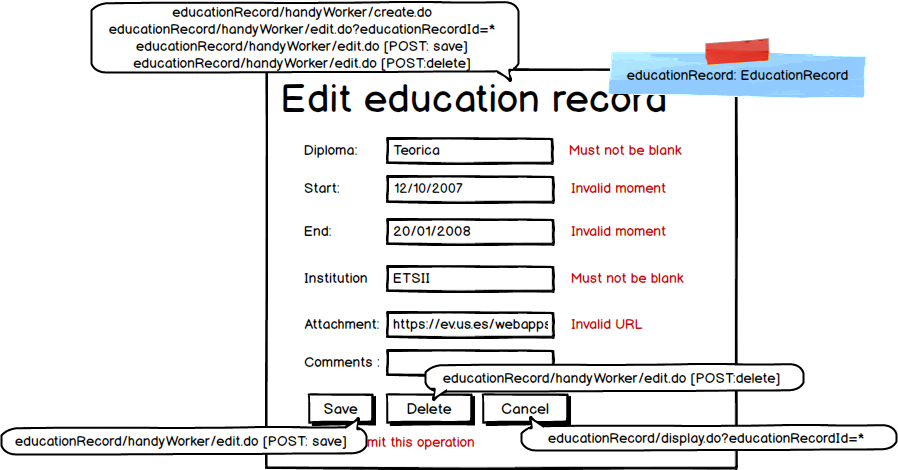 educationRecord/handyWorker/create.do
educationRecord/handyWorker/edit.do?educationRecordId=*
educationRecord/handyWorker/edit.do [POST: save]
educationRecord/handyWorker/edit.do [POST:delete]
educationRecord: EducationRecord
Edit education record
Diploma: Teorica Must not be blank
Start: 12/10/2007 Invalid moment
End: 20/01/2008 Invalid moment
Institution ETSII Must not be blank
Attachment: https://ev.us.es/webapps Invalid URL
Comments :
educationRecord/handyWorker/edit.do [POST:delete]
Save Delete Cancel
educationRecord/handyWorker/edit.do [POST: save]
mit this operation
educationRecord/display.do?educationRecordId=*